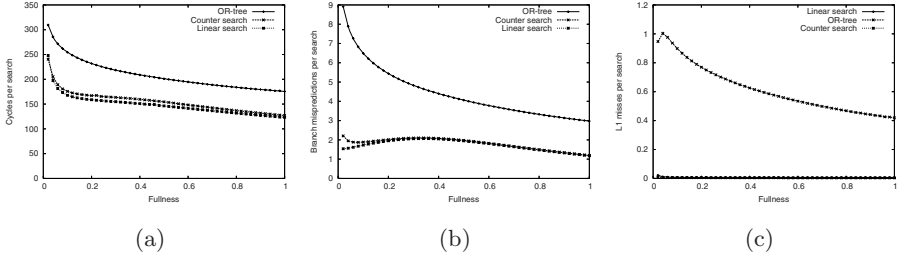 350
300
250
200
150
100
50
0
Cycles per search
0 0.2 0.4 0.6 0.8 1
Fullness
OR-tree
Counter search
Linear search
(a)
9
8
7
6
5
4
3
2
1
0
Branch mispredictions per search
0 0.2 0.4 0.6 0.8 1
Fullness
OR-tree
Counter search
Linear search
(b)
1.2
1
0.8
0.6
0.4
0.2
0
L1 misses per search
0 0.2 0.4 0.6 0.8 1
Fullness
Linear search
OR-tree
Counter search
(c)